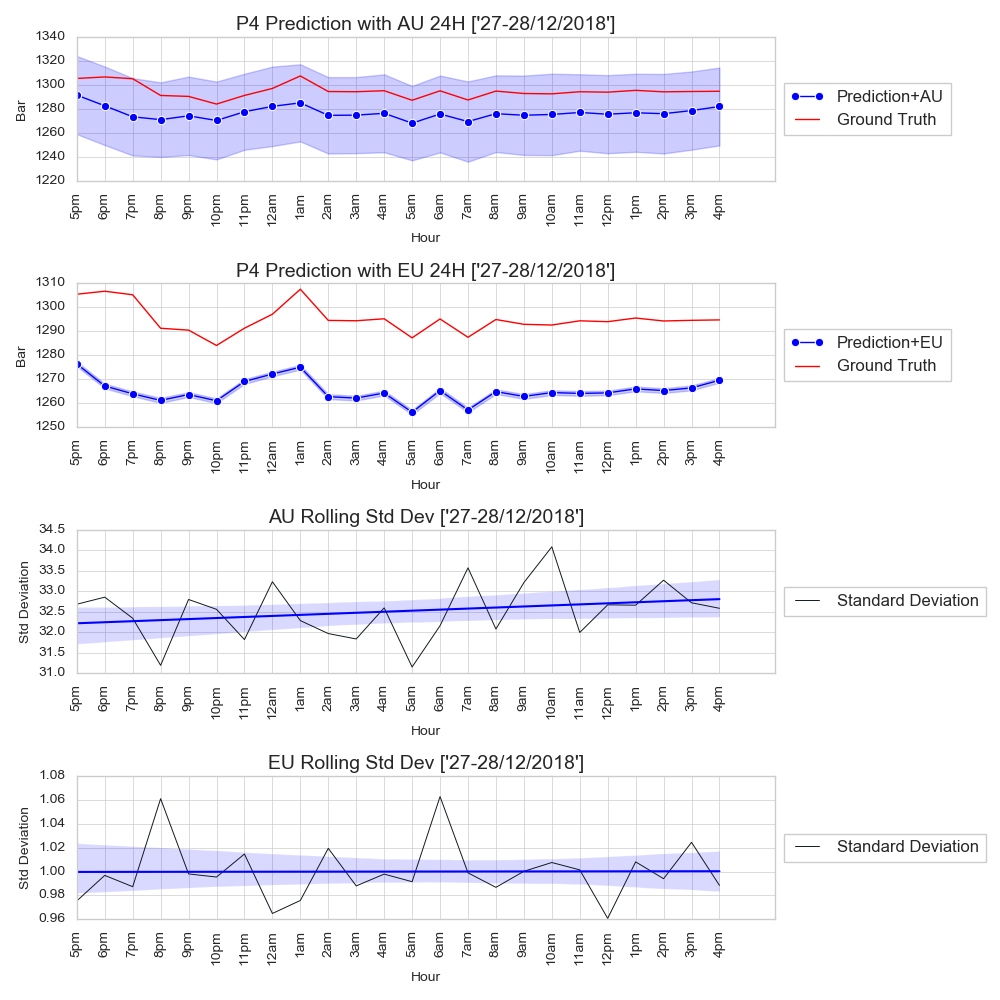 P4 Prediction with AU 24H ['27-28/12/2018']
1340
1320
1300
1280
1260
1240
1220
Bar
5pm 6pm 7pm 8pm 9pm 10pm 11pm 12am 1am 2am 3am 4am 5am 6am 7am 8am 9am 10am 11am 12pm 1pm 2pm 3pm 4pm
Hour
Prediction+AU
Ground Truth
P4 Prediction with EU 24H ['27-28/12/2018']
1310
1300
1290
1280
1270
1260
1250
Bar
5pm 6pm 7pm 8pm 9pm 10pm 11pm 12am 1am 2am 3am 4am 5am 6am 7am 8am 9am 10am 11am 12pm 1pm 2pm 3pm 4pm
Hour
Prediction+EU
Ground Truth
AU Rolling Std Dev ['27-28/12/2018']
34.5
34.0
33.5
33.0
32.5
32.0
31.5
31.0
Std Deviation
5pm 6pm 7pm 8pm 9pm 10pm 11pm 12am 1am 2am 3am 4am 5am 6am 7am 8am 9am 10am 11am 12pm 1pm 2pm 3pm 4pm
Hour
Standard Deviation
EU Rolling Std Dev ['27-28/12/2018']
1.08
1.06
1.04
1.02
1.00
0.98
0.96
Std Deviation
5pm 6pm 7pm 8pm 9pm 10pm 11pm 12am 1am 2am 3am 4am 5am 6am 7am 8am 9am 10am 11am 12pm 1pm 2pm 3pm 4pm
Hour
Standard Deviation